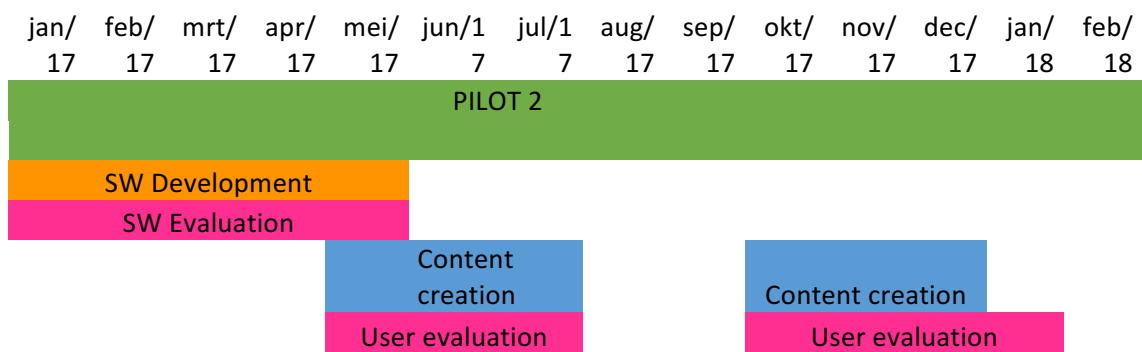 jan/ feb/ mrt/ apr/ mei/ jun/1 jul/1 aug/ sep/ okt/ nov/ dec/ jan/ feb/
17 17 17 17 17 7 7 17 17 17 17 17 18 18
PILOT 2
SW Development
SW Evaluation
Content
creation Content creation
User evaluation User evaluation